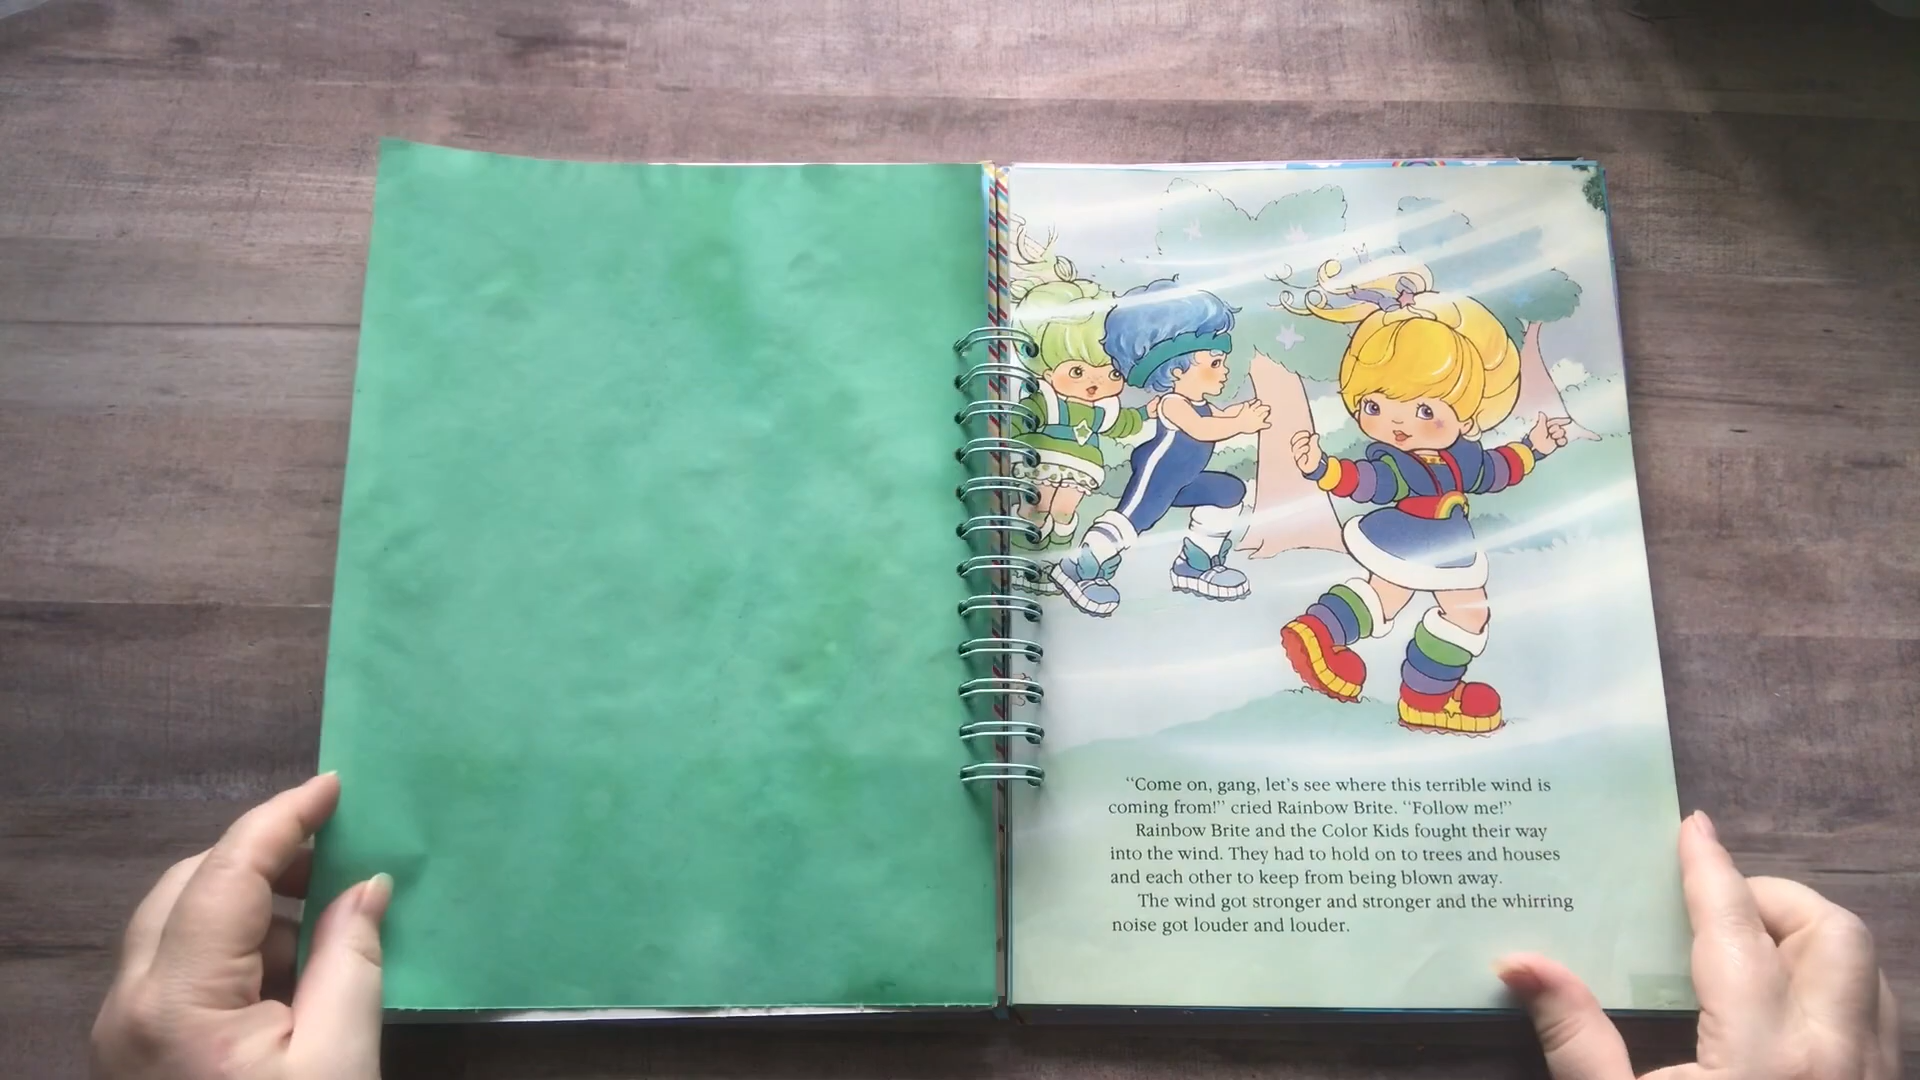 “Come on, gang, let’s see where this terrible wind is
coming from!” cried Rainbow Brite. “Follow me!”
Rainbow Brite and the Color Kids fought their way
into the wind. They had to hold on to trees and houses
and each other to keep from being blown away.
The wind got stronger and stronger and the whirring
noise got louder and louder.